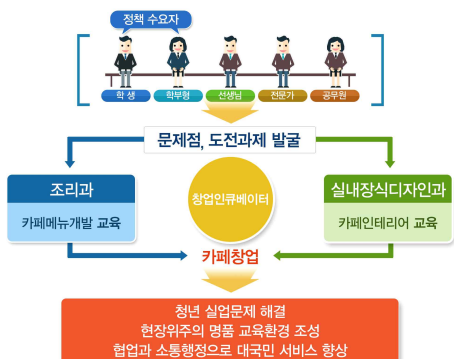 정책 수요자
학 생
학부형
선생님
전문가
공무원
문제점, 도전과제 발굴
조리과
카페메뉴개발 교육
창업인큐베이터
실내장식디자인과
카페인테리어 교육
카페창업
청년 실업문제 해결
현장위주의 명품 교육환경 조성
협업과 소통행정으로 대국민 서비스 향상